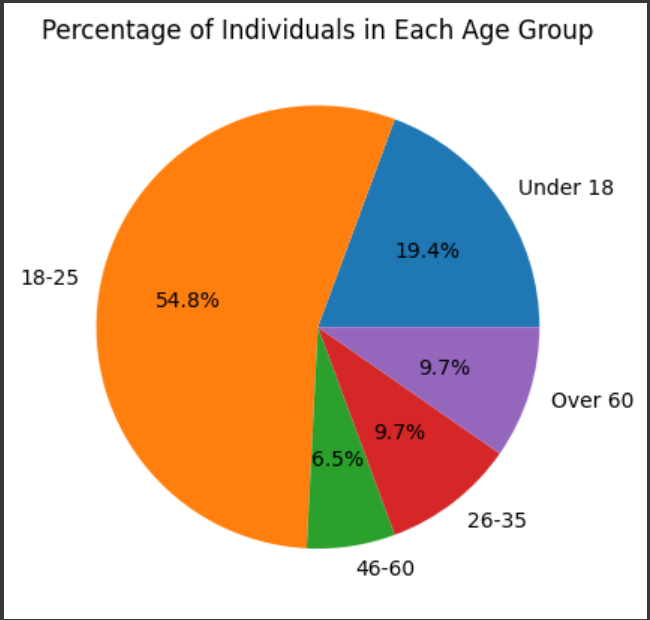 Percentage of Individuals in Each Age Group
Under 18
19.4%
18-25
54.8%
9.7%
Over 60
9.7%
6.5%
26-35
46-60